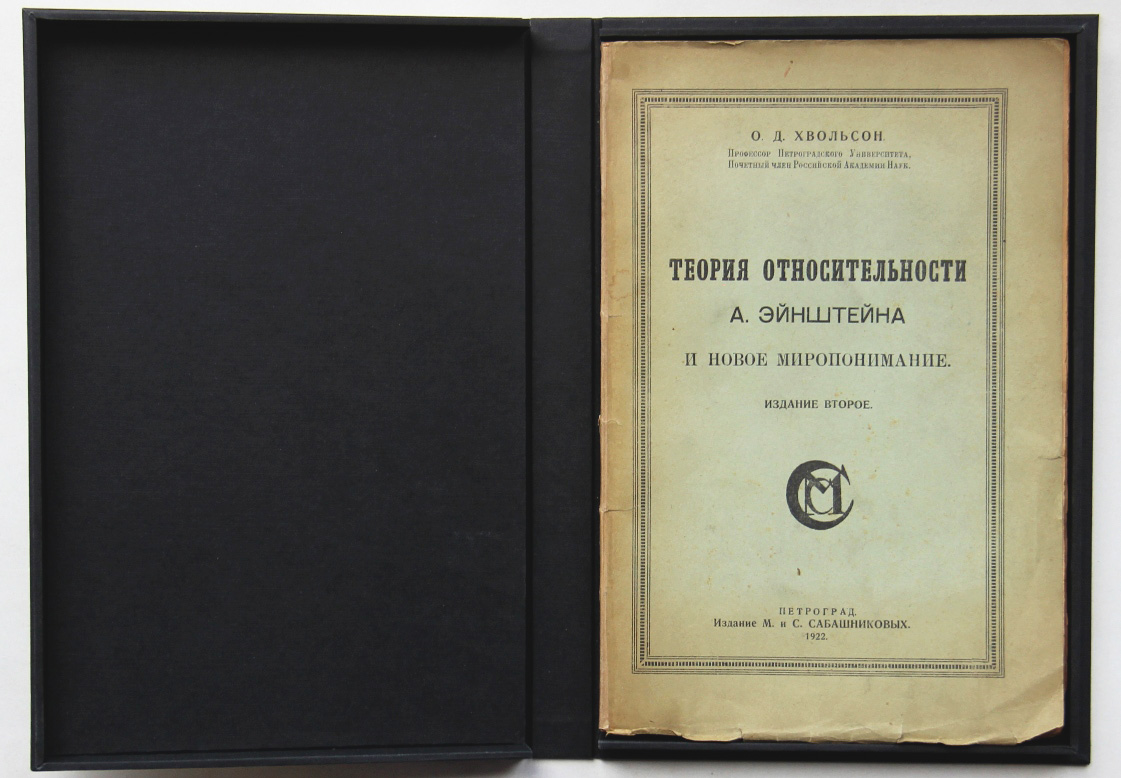 О. Д. ХВОЛЬСОН.
Профессор Петроградского Университета,
Почетный член Российской Академии Наук.
ТЕОРИЯ ОТНОСИТЕЛЬНОСТИ
А. ЭЙНШТЕЙНА
И НОВОЕ МИРОПОНИМАНИЕ.
ИЗДАНИЕ ВТОРОЕ.
МС
ПЕТРОГРАД.
Издание М. и С. САБАШНИКОВЫХ.
1922.